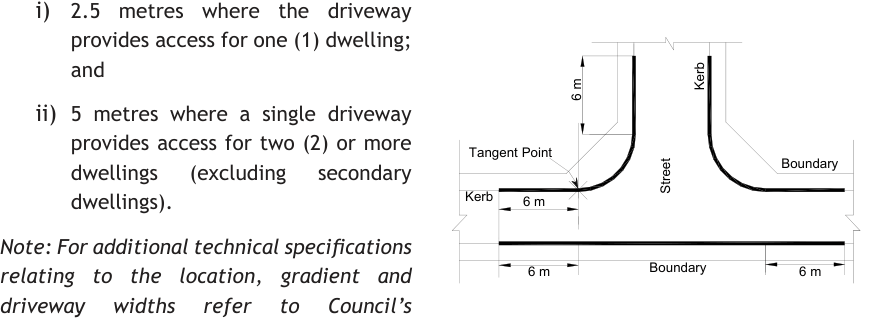 i) 2.5 metres where the driveway
provides access for one (1) dwelling;
and
ii) 5 metres where a single driveway
provides access for two (2) or more
dwellings (excluding secondary
dwellings).
Note: For additional technical specifications
relating to the location, gradient and
driveway widths refer to Council’s
6 m
Kerb
Tangent Point
Street
Boundary
Kerb
6 m
6 m
Boundary
6 m